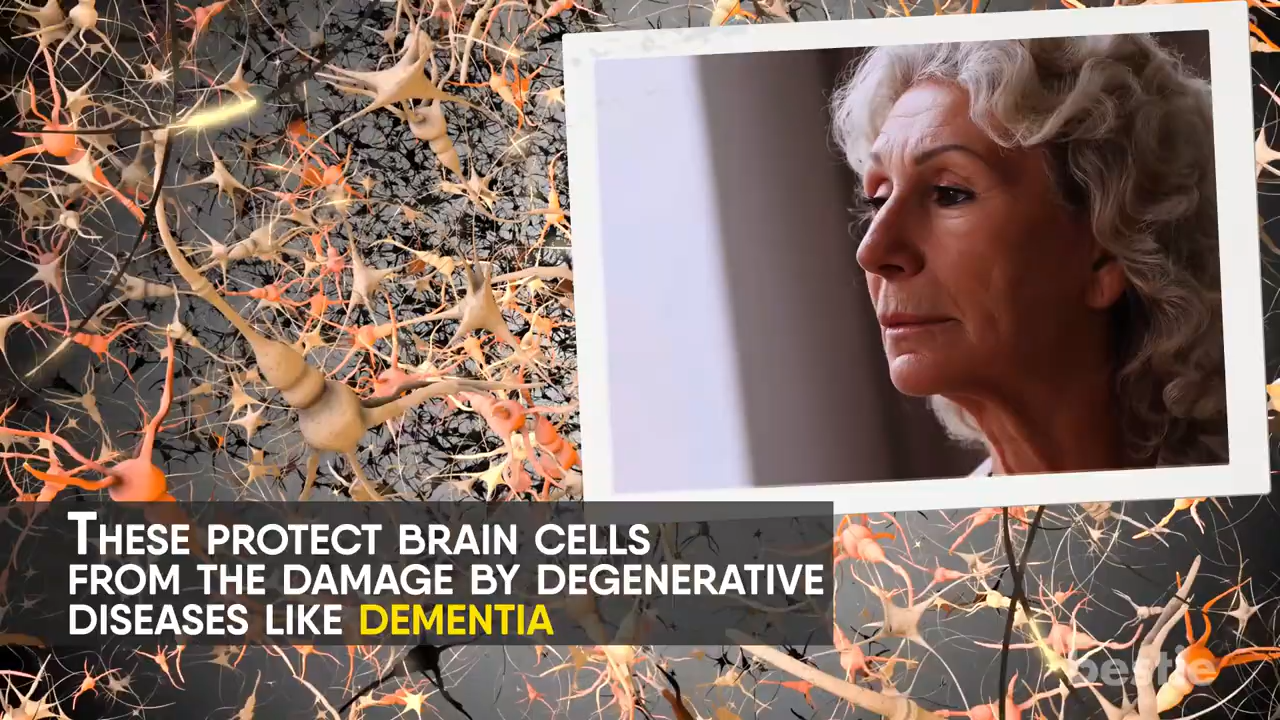 THESE PROTECT BRAIN CELLS
FROM THE DAMAGE BY DEGENERATIVE
DISEASES LIKE DEMENTIA
bestie